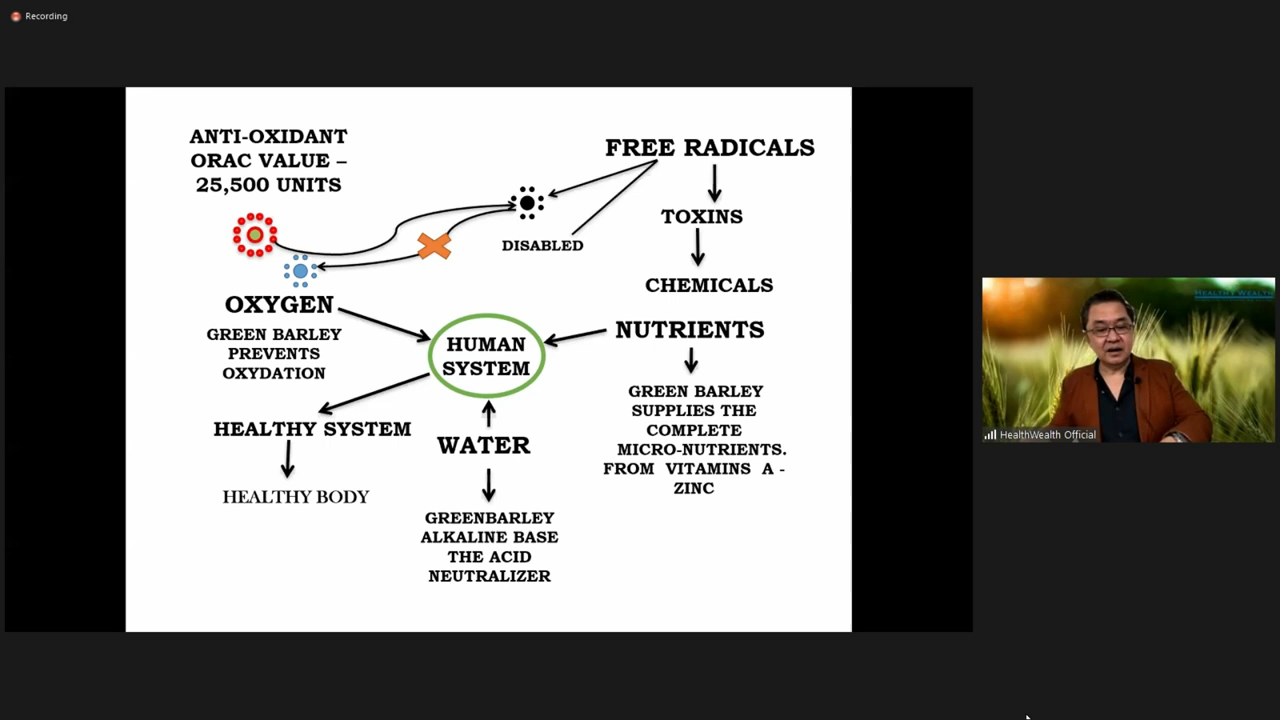 Recording
ANTI-OXIDANT
ORAC VALUE –
25,500 UNITS
FREE RADICALS
TOXINS
DISABLED
CHEMICALS
OXYGEN
GREEN BARLEY
PREVENTS
OXYDATION
HUMAN
SYSTEM
NUTRIENTS
GREEN BARLEY
SUPPLIES THE
COMPLETE
MICRO-NUTRIENTS.
FROM VITAMINS A -
ZINC
HEALTHY SYSTEM
HEALTHY BODY
WATER
GREENBARLEY
ALKALINE BASE
THE ACID
NEUTRALIZER
HEALTHY WEALTH
HealthWealth Official